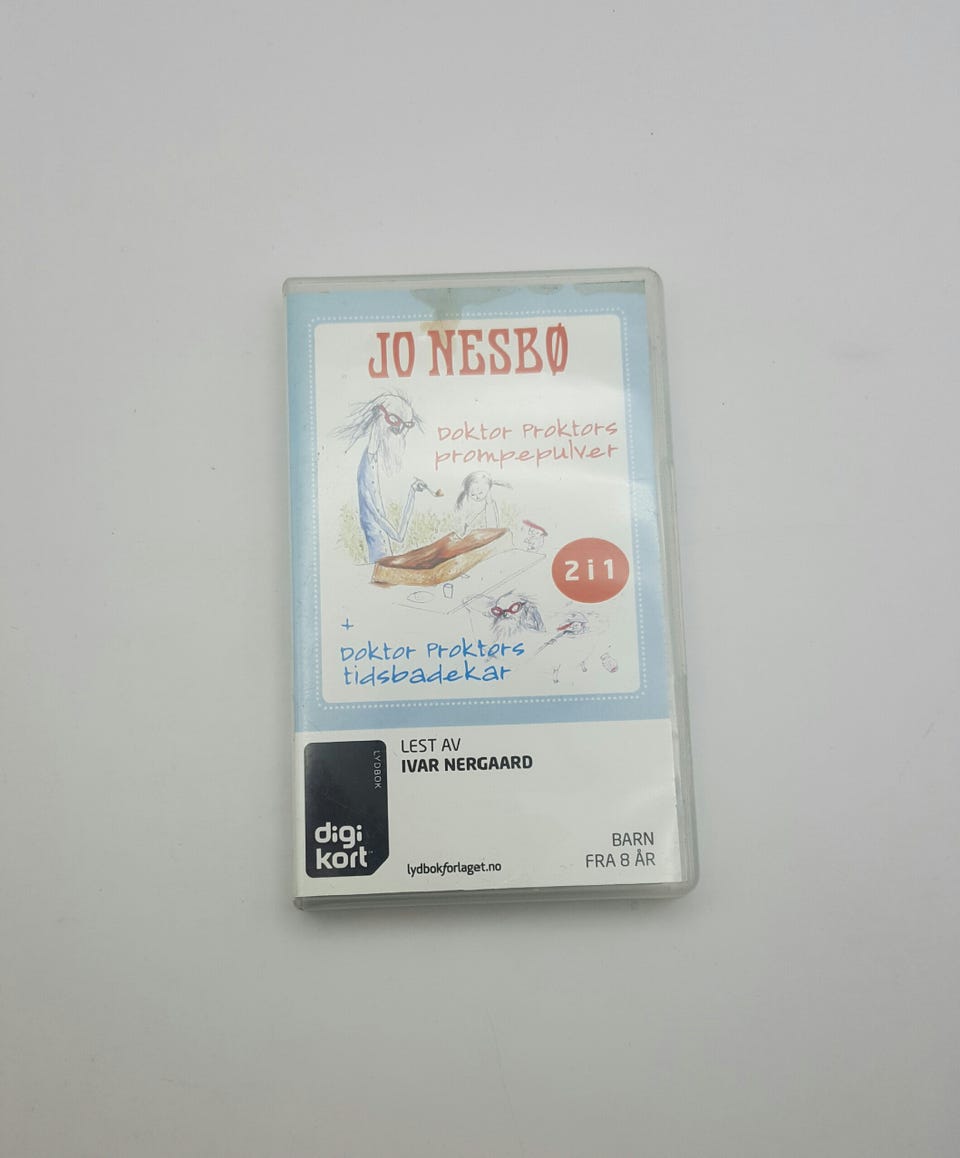 JO NESBØ
Doktor Proktors
prompepulver
2 i 1
+
Doktor Proktors
tidsbadekar
LYDBOK
digi
kort
LEST AV
IVAR NERGAARD
lydbokforlaget.no
BARN
FRA 8 ÅR